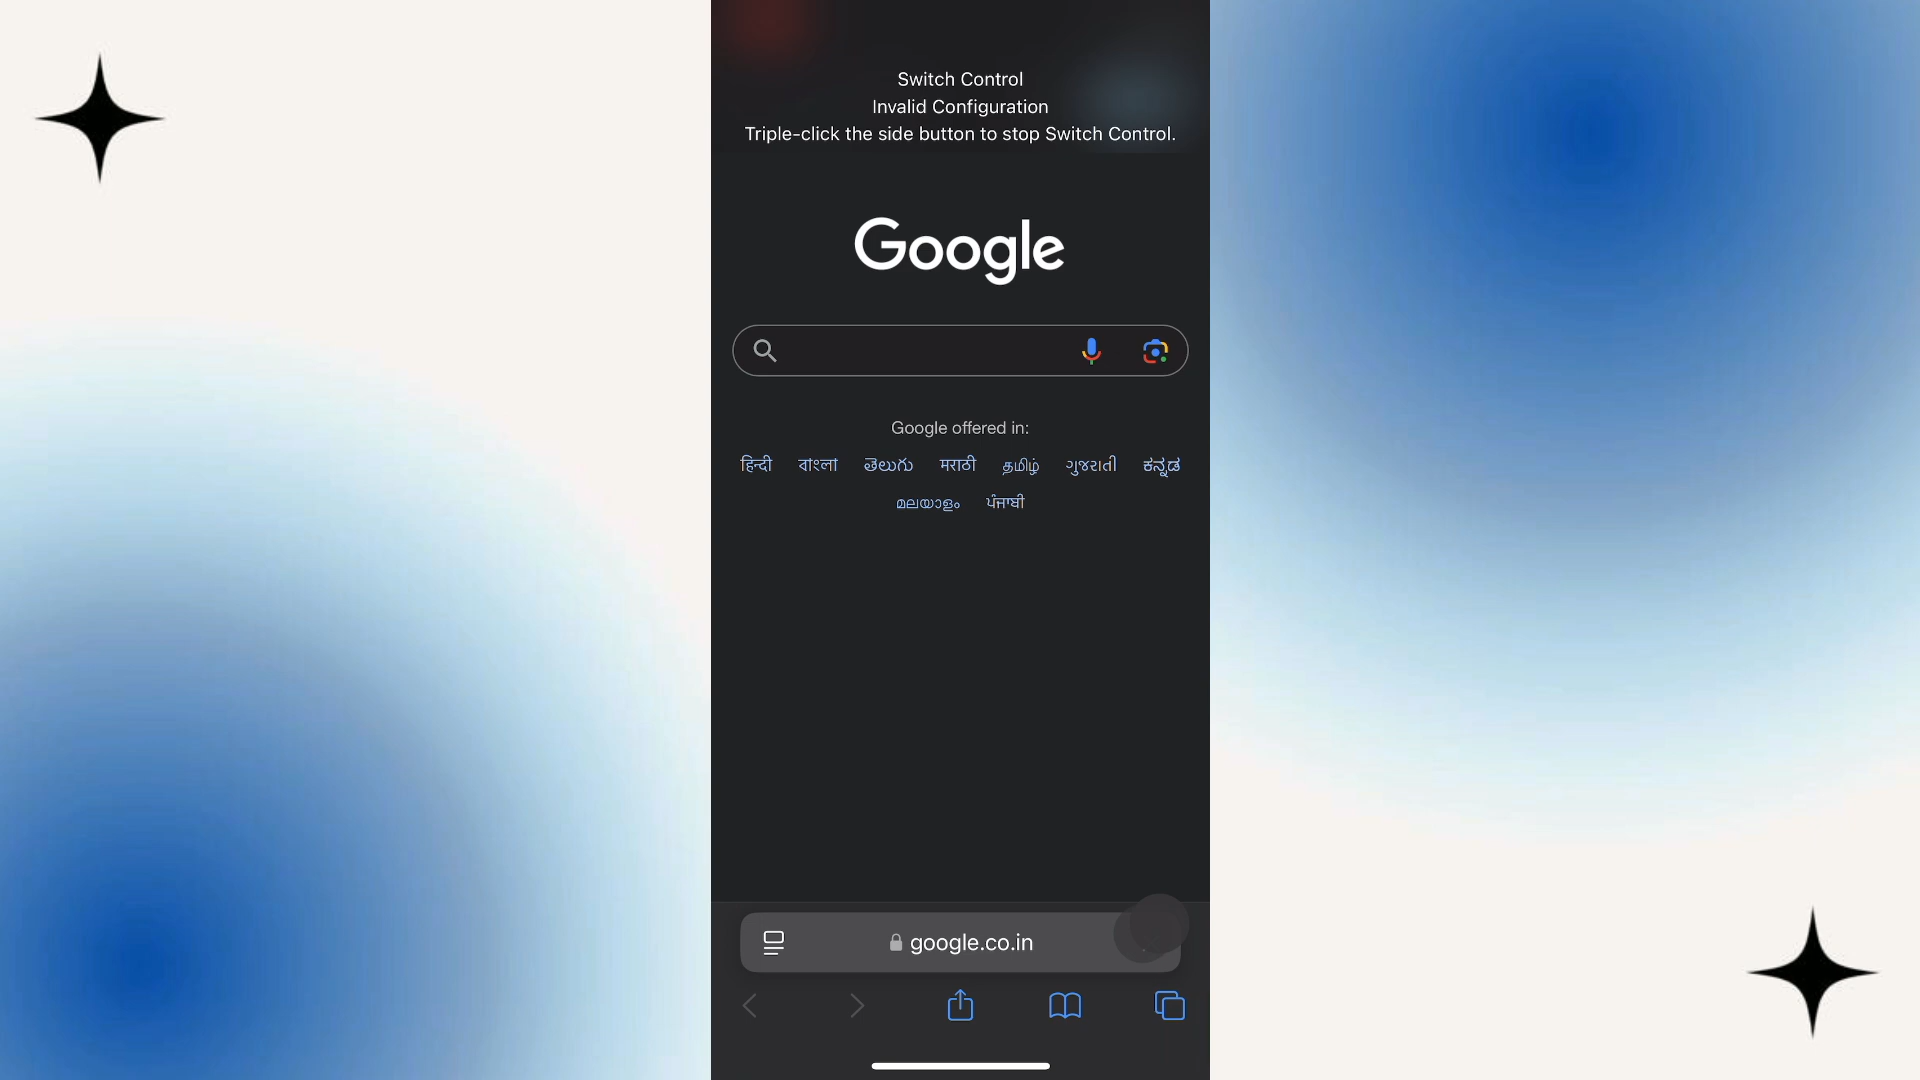 Switch Control
Invalid Configuration
Triple-click the side button to stop Switch Control.
Google
Google offered in:
हिन्दी বাংলা తెలుగు मराठी தமிழ் ગુજરાતી ಕನ್ನಡ
മലയാളം ਪੰਜਾਬੀ
google.co.in